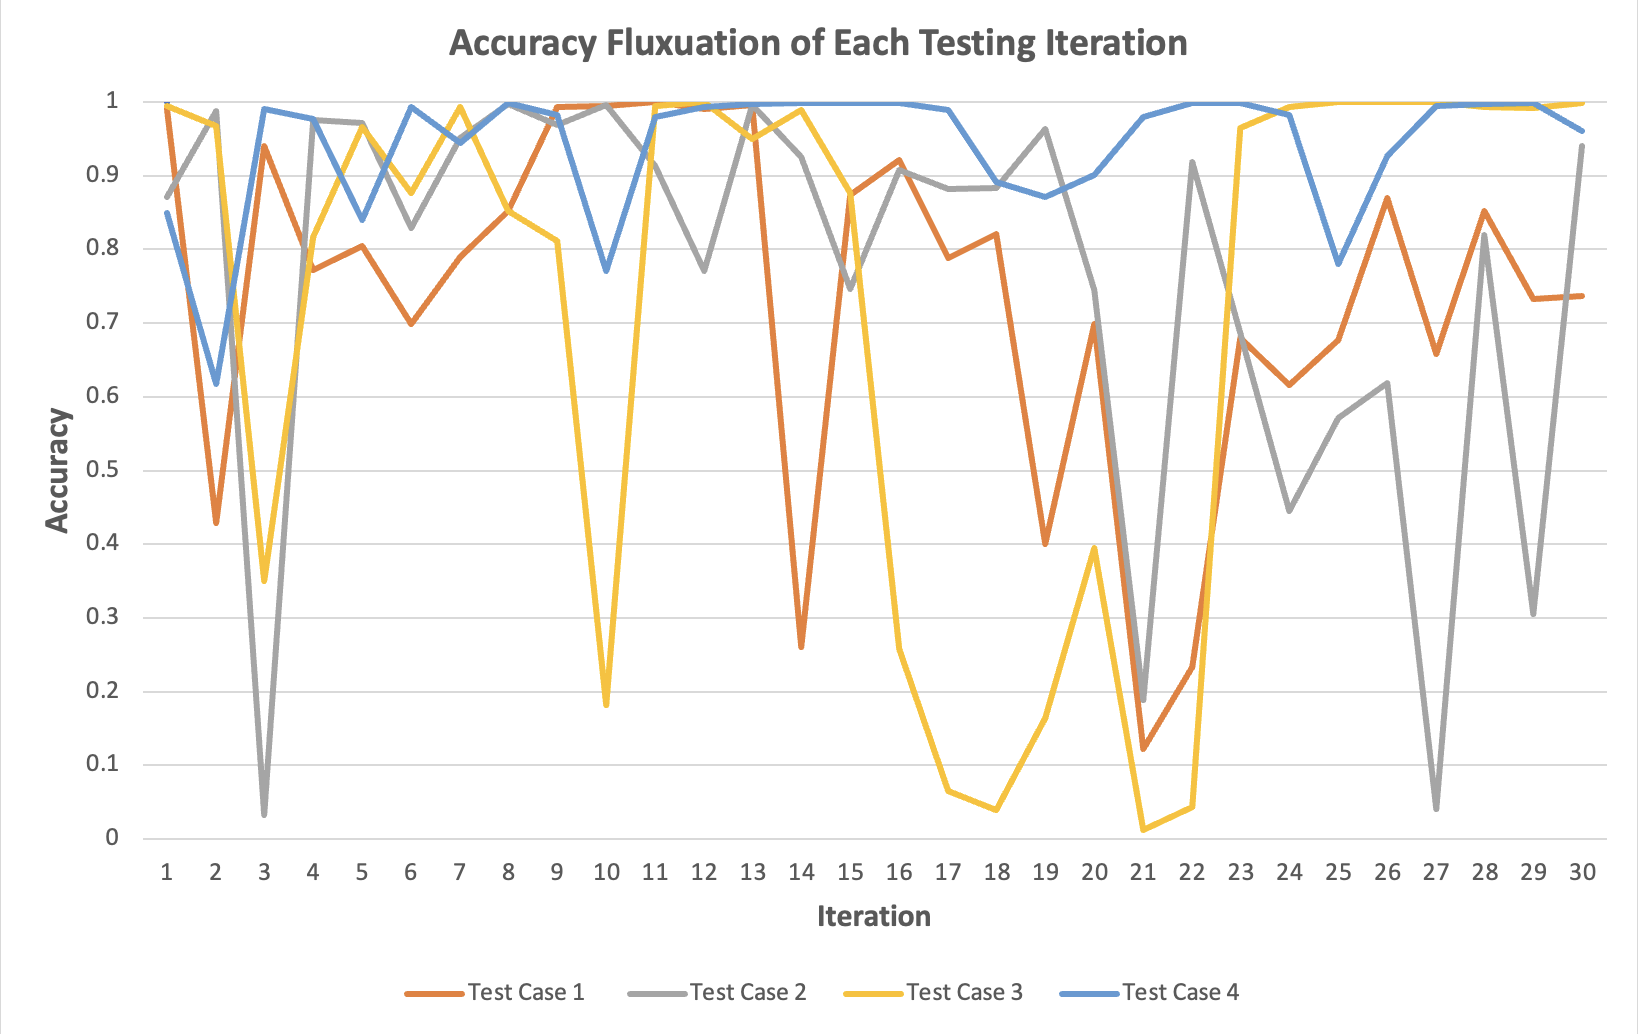 Accuracy Fluxuation of Each Testing Iteration
1
0.9
0.8
0.7
0.6
0.5
0.4
0.3
0.2
0.1
0
Accuracy
1 2 3 4 5 6 7 8 9 10 11 12 13 14 15 16 17 18 19 20 21 22 23 24 25 26 27 28 29 30
Iteration
Test Case 1 Test Case 2 Test Case 3 Test Case 4